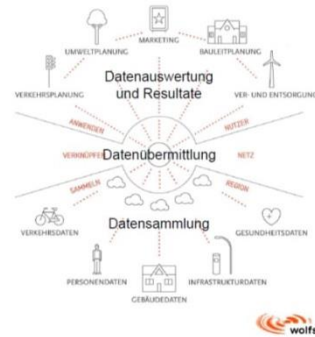 MARKETING
UMWELTPLANUNG
BAULEITPLANUNG
Datenauswertung
und Resultate
VERKEHRSPLANUNG
VER- UND ENTSORGUNG
ANWENDEN
NUTZER
VERKNÜPFE
Datenübermittlung
NETZ
SAMMELN
REGION
Datensammlung
VERKEHRSDATEN
GESUNDHEITSDATEN
PERSONENDATEN
INFRASTRUKTURDATEN
GEBÄUDEDATEN
wolfs